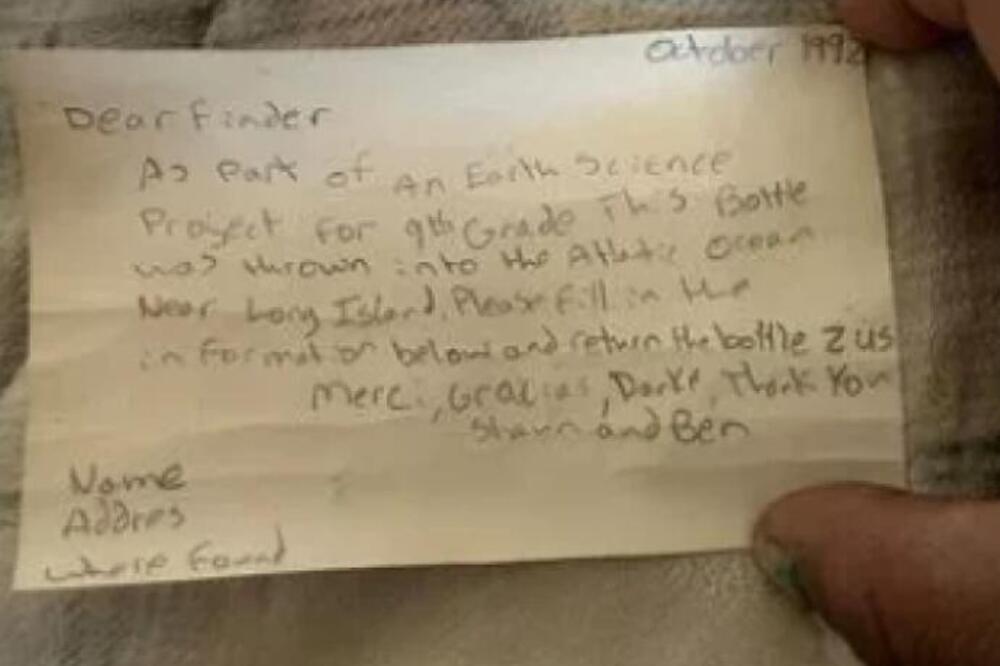 October 1992
Dear Finder
As Part of An Earth Science
Project For 9th Grade This Bottle
was thrown into the Atlatic Ocean
Near Long Island. Please fill in the
information below and return the bottle 2 us
Merci, Gracias, Danke, Thank You
Shawn and Ben
Name
Addres
where Found